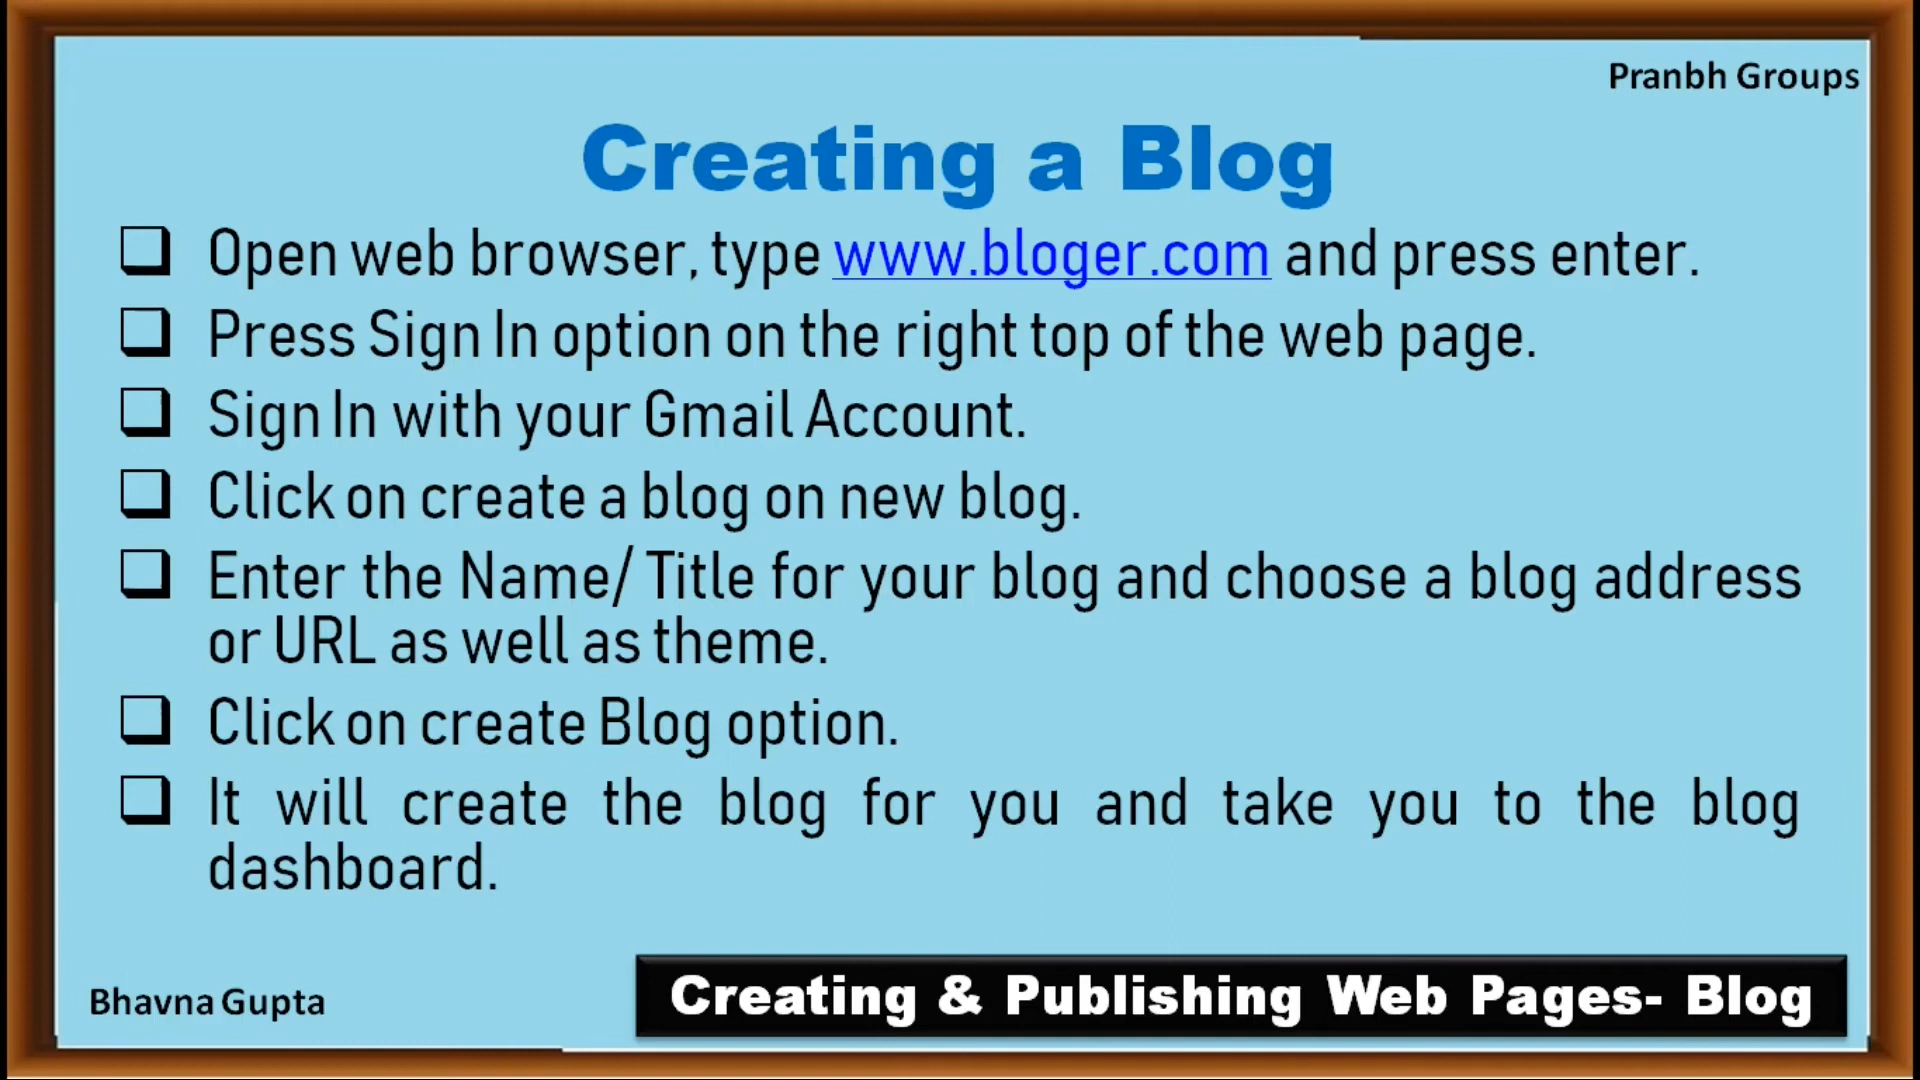 Pranbh Groups
Creating a Blog
❑ Open web browser, type www.bloger.com and press enter.
❑ Press Sign In option on the right top of the web page.
❑ Sign In with your Gmail Account.
❑ Click on create a blog on new blog.
❑ Enter the Name/ Title for your blog and choose a blog address
or URL as well as theme.
❑ Click on create Blog option.
❑ It will create the blog for you and take you to the blog
dashboard.
Bhavna Gupta
Creating & Publishing Web Pages- Blog